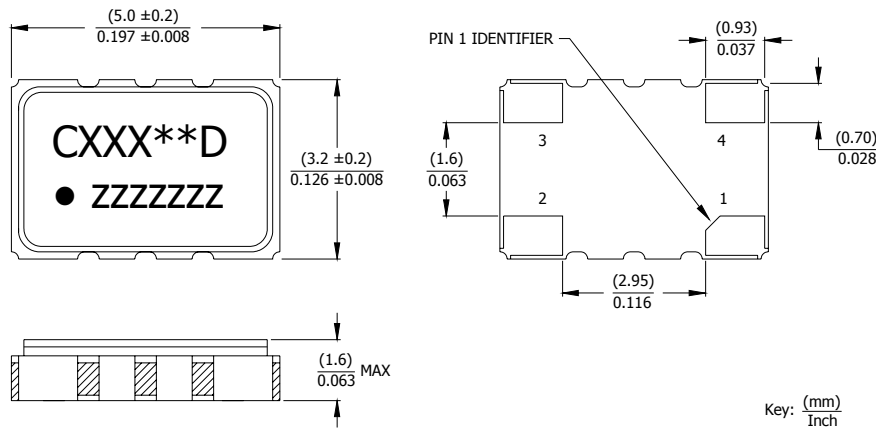 (5.0 ±0.2)
0.197 ±0.008
CXXX**D
● ZZZZZZZ
(3.2 ±0.2)
0.126 ±0.008
PIN 1 IDENTIFIER
(0.93)
0.037
(0.70)
0.028
3
4
(1.6)
0.063
2
1
(2.95)
0.116
(1.6)
0.063 MAX
Key: (mm)
Inch